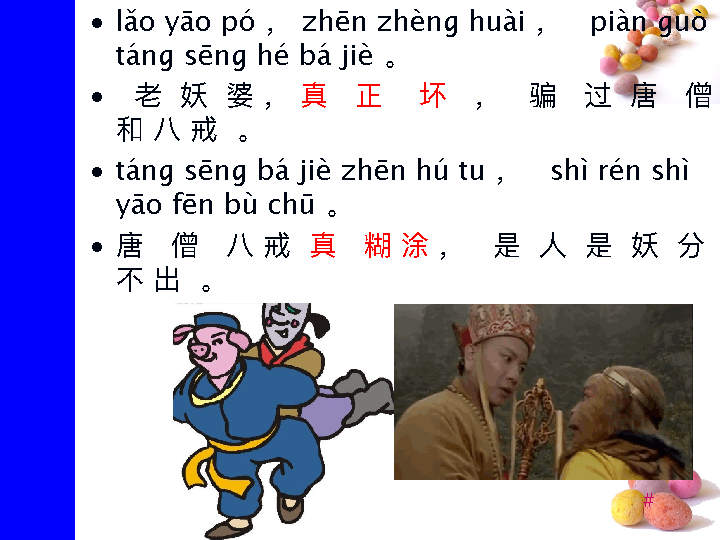 • lǎo yāo pó， zhēn zhèng huài， piàn guò
táng sēng hé bá jiè 。
• 老 妖 婆， 真 正 坏 ， 骗 过 唐 僧
和 八 戒 。
• táng sēng bá jiè zhēn hú tu， shì rén shì
yāo fēn bù chū 。
• 唐 僧 八 戒 真 糊 涂， 是 人 是 妖 分
不 出 。
#